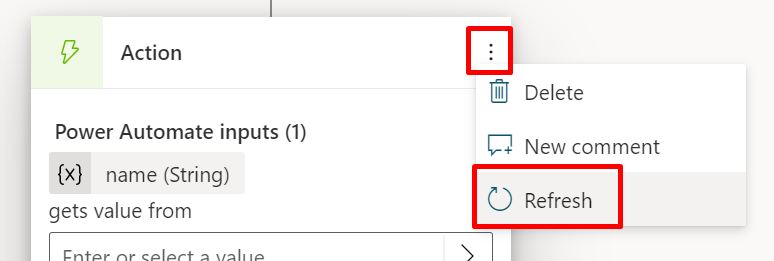 Action
Delete
Power Automate inputs (1)
New comment
{x} name (String)
Refresh
gets value from
Enter or select a value